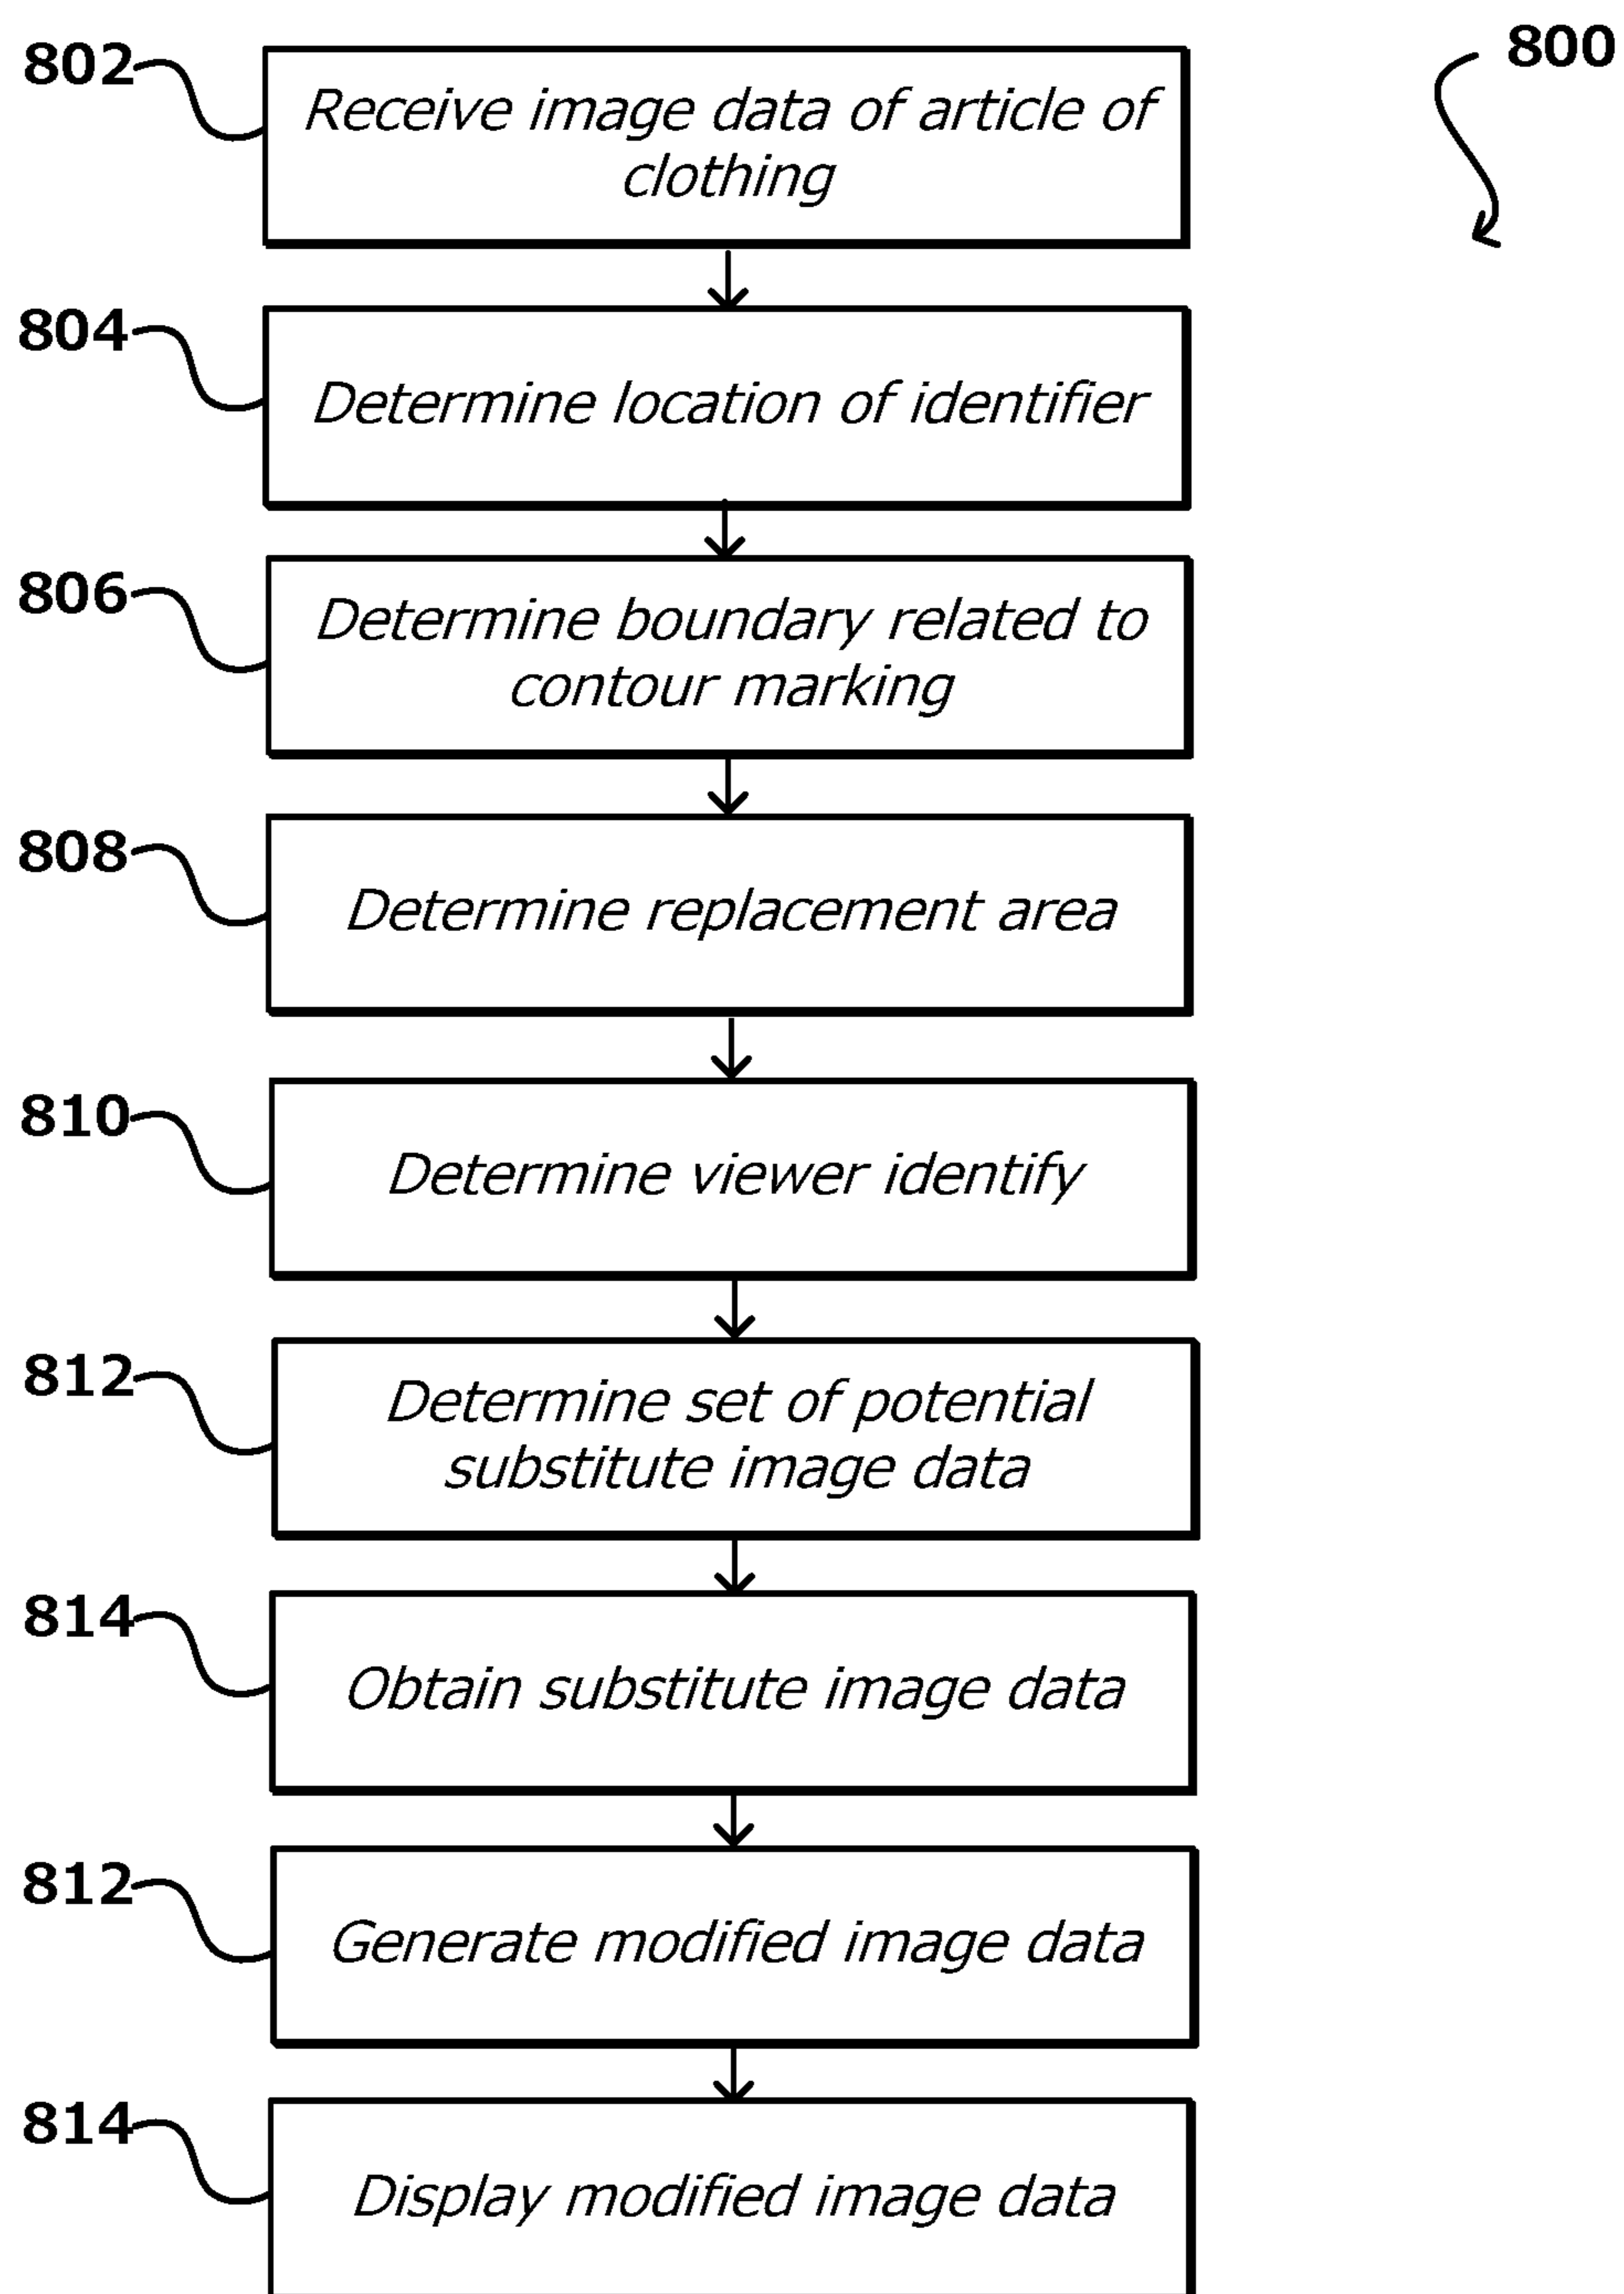 800
802
Receive image data of article of
clothing
804
Determine location of identifier
806
Determine boundary related to
contour marking
808
Determine replacement area
810
Determine viewer identify
812
Determine set of potential
substitute image data
814
Obtain substitute image data
812
Generate modified image data
814
Display modified image data